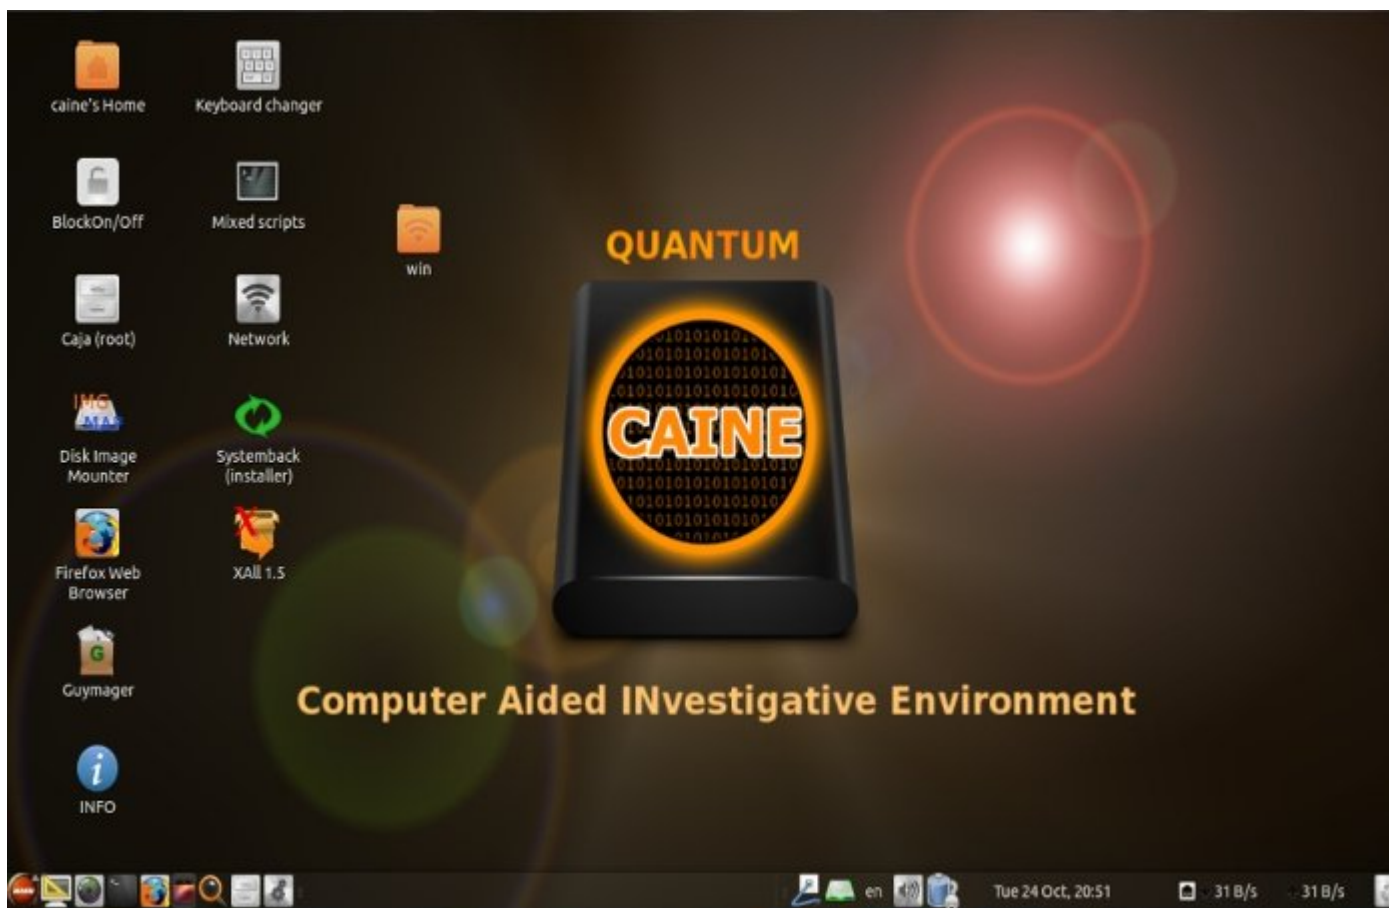 caine's Home
Keyboard changer
BlockOn/Off
Mixed scripts
win
Caja (root)
Network
IMG
MAP
Disk Image
Mounter
Systemback
(installer)
Firefox Web
Browser
XAll 1.5
G
Guymager
i
INFO
QUANTUM
CAINE
Computer Aided INvestigative Environment
en
Tue 24 Oct, 20:51
31 B/s
31 B/s